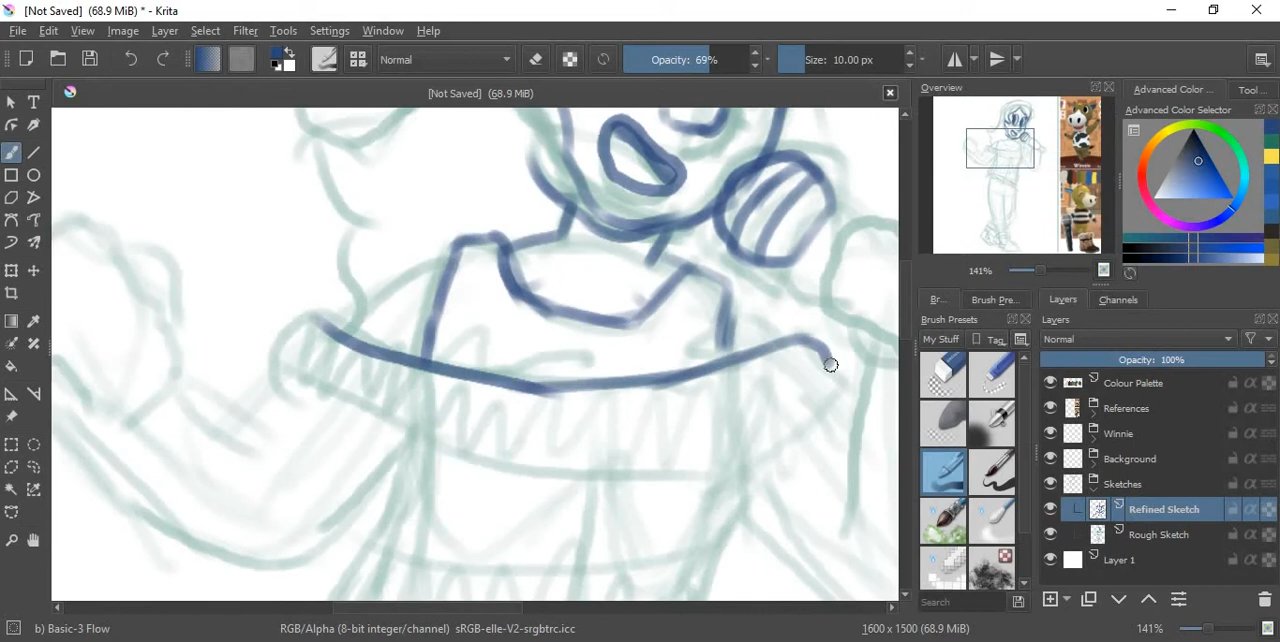 [Not Saved] (68.9 MiB) * - Krita
File Edit View Image Layer Select Filter Tools Settings Window Help
Normal Opacity: 69% Size: 10.00 px
[Not Saved] (68.9 MiB)
Overview
Winnie
141%
Advanced Color ... Tool ...
Advanced Color Selector
Br... Brush Pre...
Brush Presets
My Stuff Tag
Search
Layers Channels
Layers
Normal
Opacity: 100%
Colour Palette
References
Winnie
Background
Sketches
Refined Sketch
Rough Sketch
Layer 1
b) Basic-3 Flow RGB/Alpha (8-bit integer/channel) sRGB-elle-V2-srgbtrc.icc 1600 x 1500 (68.9 MiB) 141%